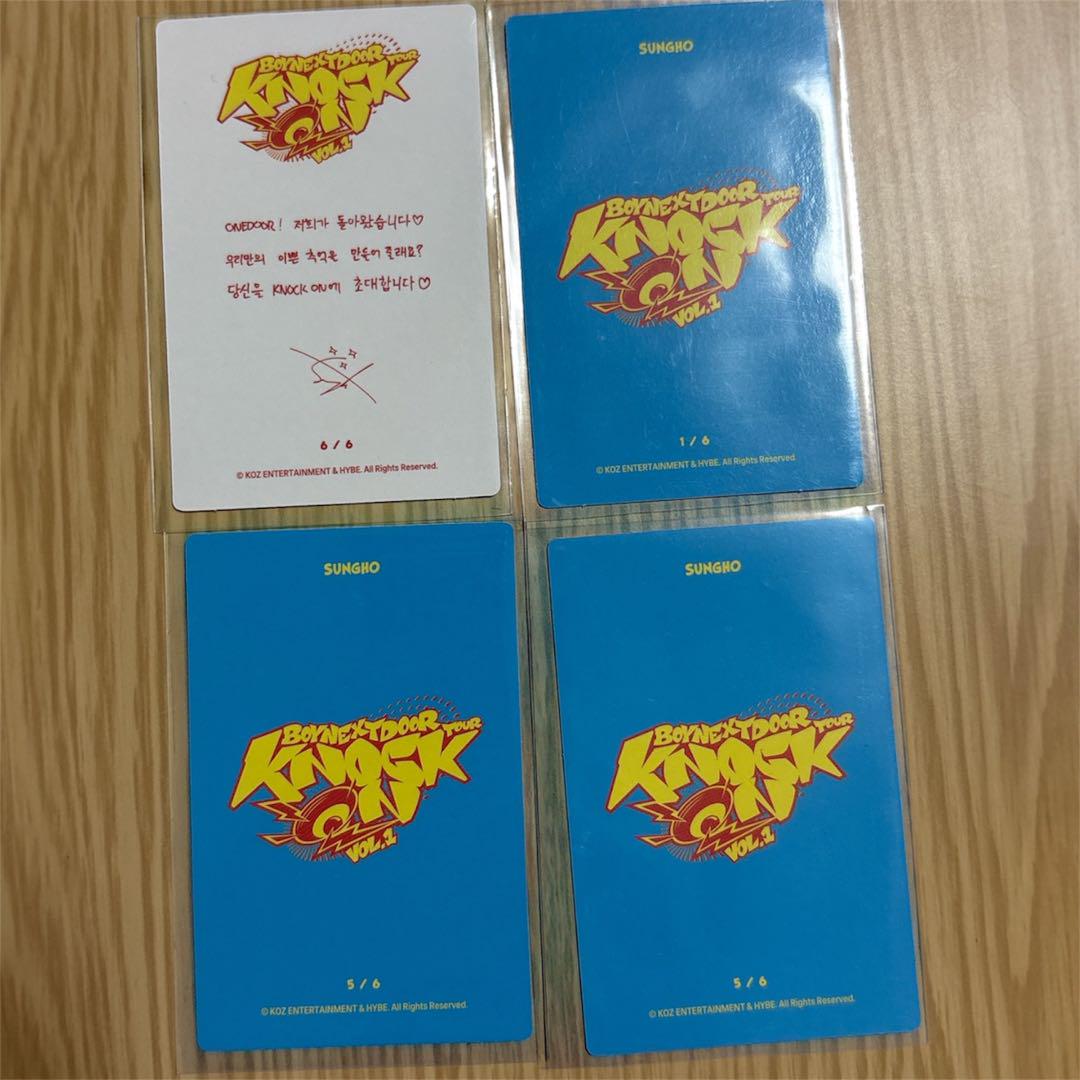 BOYNEXTDOOR TOUR
KNOCK
ON
VOL.1
ONEDOOR! 저희가 돌아왔습니다♡
우리만의 이쁜 추억을 만들어 줄래요?
당신을 KNOCK ON에 초대합니다♡
6 / 6
© KOZ ENTERTAINMENT & HYBE. All Rights Reserved.
SUNGHO
BOYNEXTDOOR TOUR
KNOCK
ON
VOL.1
1 / 6
© KOZ ENTERTAINMENT & HYBE. All Rights Reserved.
SUNGHO
BOYNEXTDOOR TOUR
KNOCK
ON
VOL.1
5 / 6
© KOZ ENTERTAINMENT & HYBE. All Rights Reserved.
SUNGHO
BOYNEXTDOOR TOUR
KNOCK
ON
VOL.1
5 / 6
© KOZ ENTERTAINMENT & HYBE. All Rights Reserved.